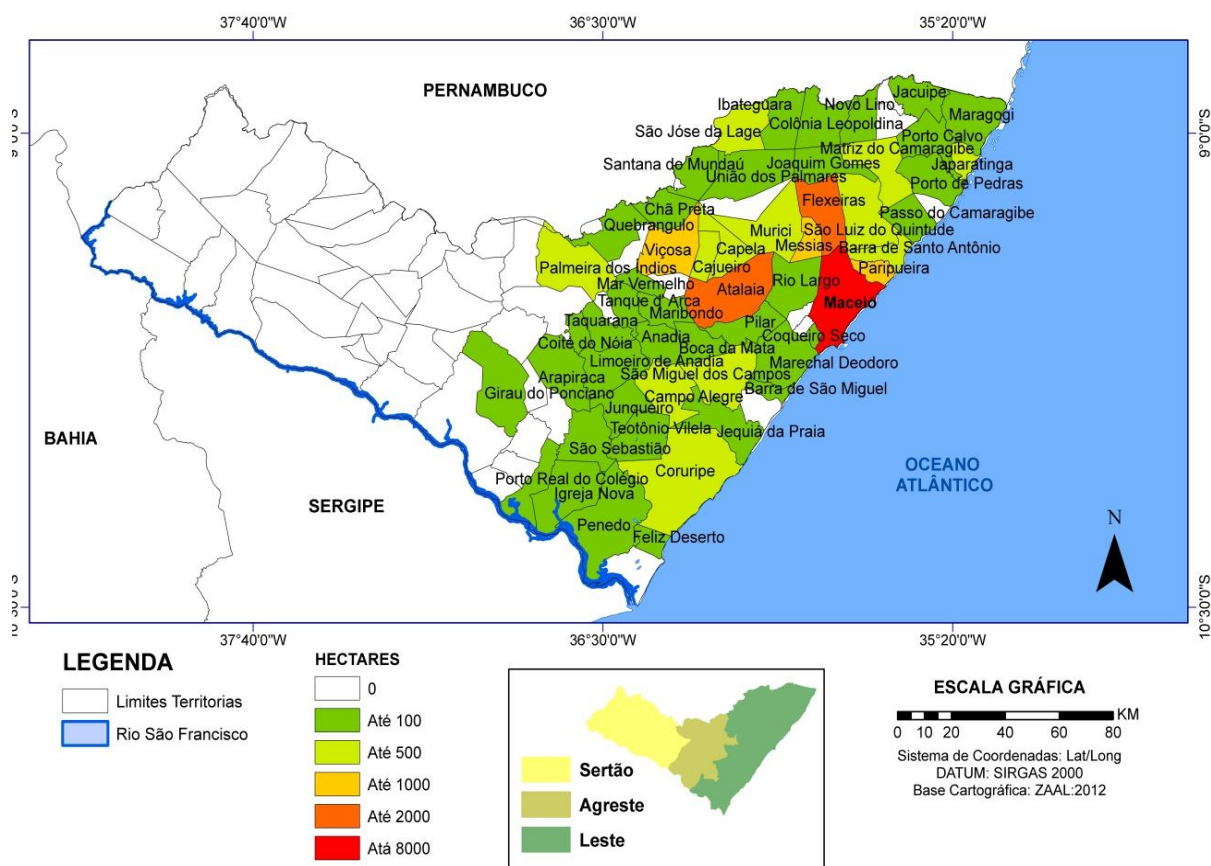 37°40'0"W
36°30'0"W
35°20'0"W
PERNAMBUCO
Ibateguara
Novo Lino
Jacuipe
Colônia Leopoldina
Maragogi
São Jóse da Lage
Porto Calvo
9°00'S
Matriz do Camaragibe
Santana do Mundaú
Joaquim Gomes
Japaratinga
União dos Palmares
Porto de Pedras
Flexeiras
Chã Preta
Passo do Camaragibe
Quebrangulo
Murici
São Luiz do Quintude
Viçosa
Capela
Messias
Barra de Santo Antônio
Palmeira dos Índios
Cajueiro
Paripueira
Mar Vermelho
Atalaia
Rio Largo
Tanque d´Arca
Maceió
Maribondo
Taquarana
Pilar
Coité do Nóia
Anadia
Coqueiro Seco
Boca da Mata
Limoeiro de Anadia
Marechal Deodoro
Arapiraca
São Miguel dos Campos
Girau do Ponciano
Barra de São Miguel
Campo Alegre
Junqueiro
Teotônio Vilela
Jequia da Praia
BAHIA
São Sebastião
Coruripe
OCEANO
ATLÂNTICO
SERGIPE
Porto Real do Colégio
Igreja Nova
Penedo
Feliz Deserto
N
10°30'0"S
37°40'0"W
36°30'0"W
35°20'0"W
LEGENDA
Limites Territorias
Rio São Francisco
HECTARES
0
Até 100
Até 500
Até 1000
Até 2000
Atá 8000
Sertão
Agreste
Leste
ESCALA GRÁFICA
0 10 20 40 60 80 KM
Sistema de Coordenadas: Lat/Long
DATUM: SIRGAS 2000
Base Cartográfica: ZAAL:2012